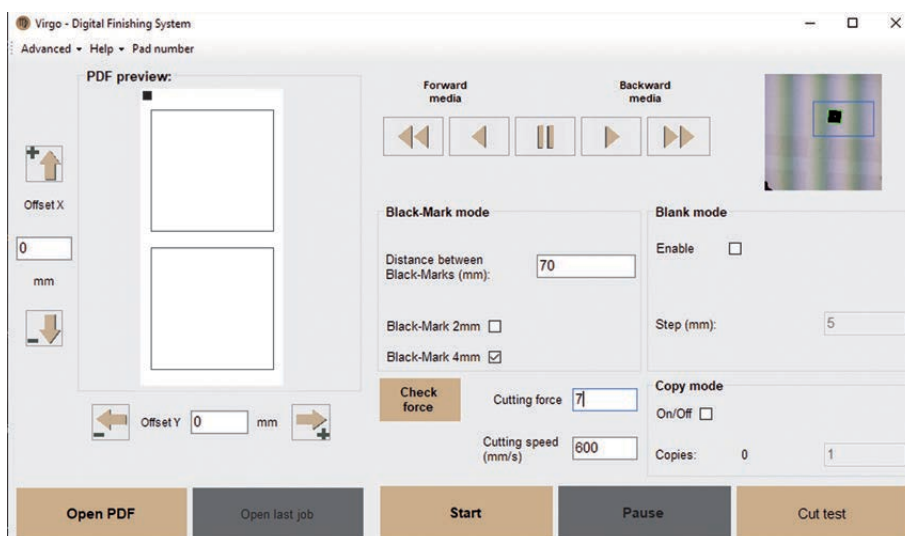 Virgo - Digital Finishing System
Advanced Help Pad number
PDF preview:
Offset X
0
mm
Offset Y 0 mm
Forward
media
Backward
media
Black-Mark mode
Distance between
Black-Marks (mm):
70
Black-Mark 2mm
Black-Mark 4mm
Blank mode
Enable
Step (mm): 5
Check
force
Cutting force 7
Cutting speed
(mm/s)
600
Copy mode
On/Off
Copies: 0 1
Open PDF
Open last job
Start
Pause
Cut test